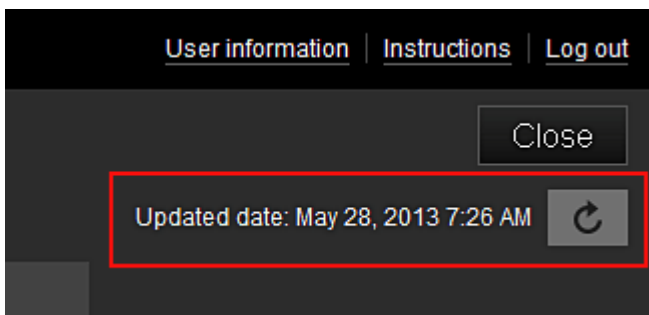 User information | Instructions | Log out
Close
Updated date: May 28, 2013 7:26 AM